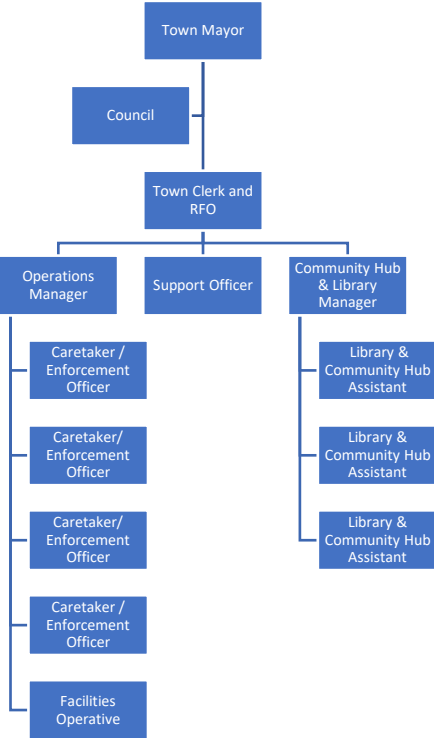 Town Mayor
Council
Town Clerk and
RFO
Operations
Manager
Support Officer
Community Hub
& Library
Manager
Caretaker /
Enforcement
Officer
Caretaker/
Enforcement
Officer
Caretaker/
Enforcement
Officer
Caretaker /
Enforcement
Officer
Facilities
Operative
Library &
Community Hub
Assistant
Library &
Community Hub
Assistant
Library &
Community Hub
Assistant